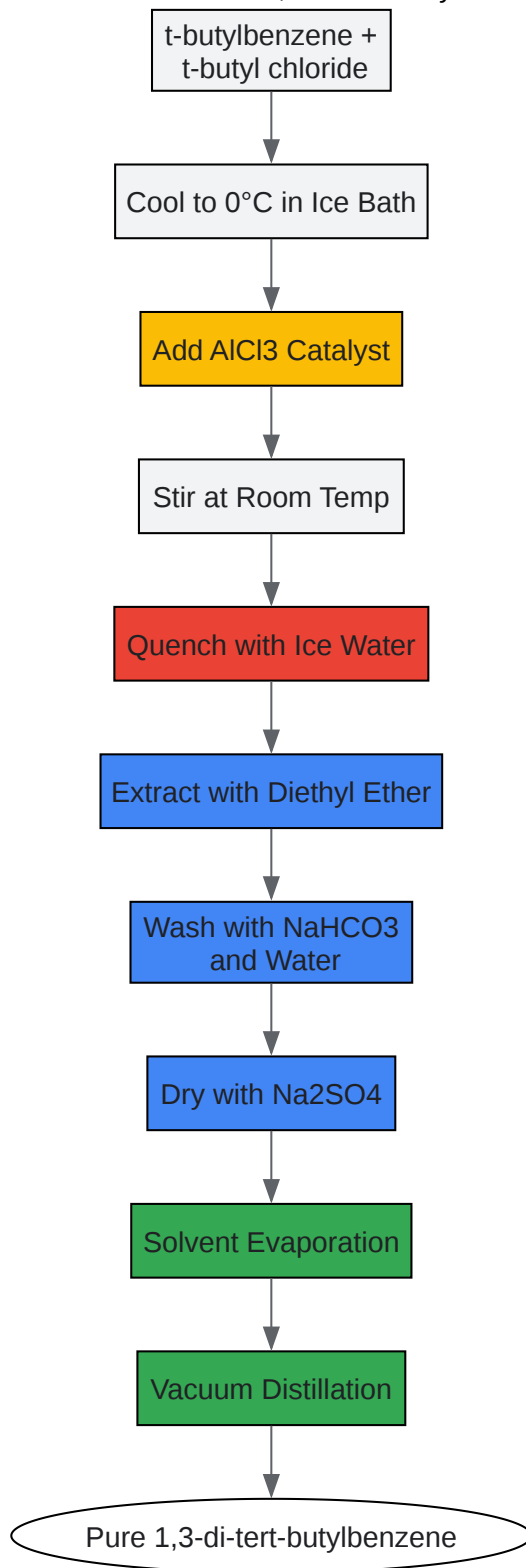 t-butylbenzene +
t-butyl chloride
Cool to 0°C in Ice Bath
Add AlCl3 Catalyst
Stir at Room Temp
Quench with Ice Water
Extract with Diethyl Ether
Wash with NaHCO3
and Water
Dry with Na2SO4
Solvent Evaporation
Vacuum Distillation
Pure 1,3-di-tert-butylbenzene